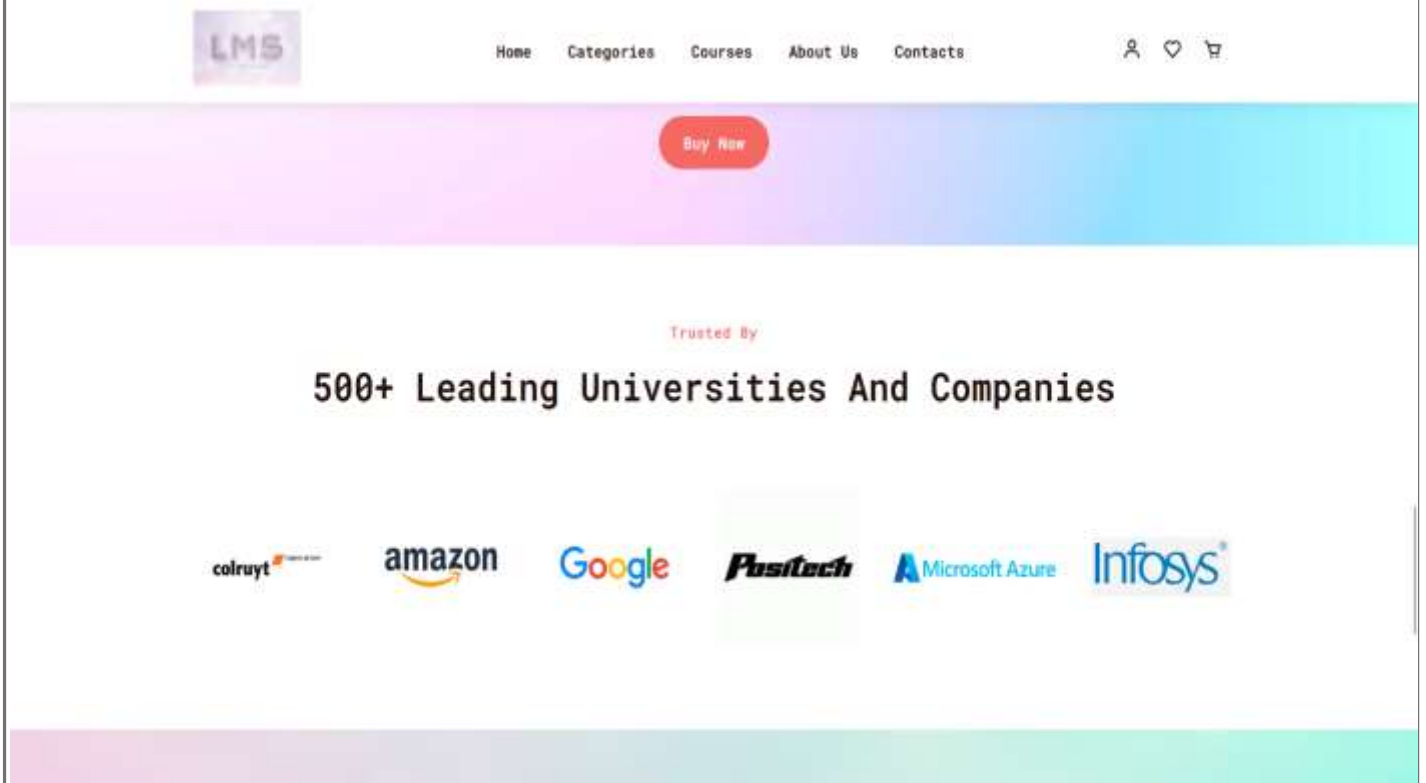 LMS
Home Categories Courses About Us Contacts
Buy Now
Trusted By
500+ Leading Universities And Companies
colruyt amazon Google Positech Microsoft Azure Infosys